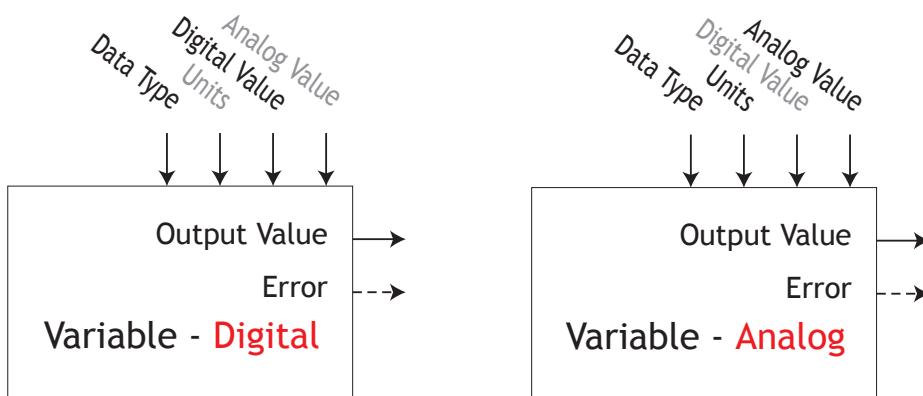 Data Type
Units
Digital Value
Analog Value
Output Value
Error
Variable - Digital
Data Type
Units
Digital Value
Analog Value
Output Value
Error
Variable - Analog